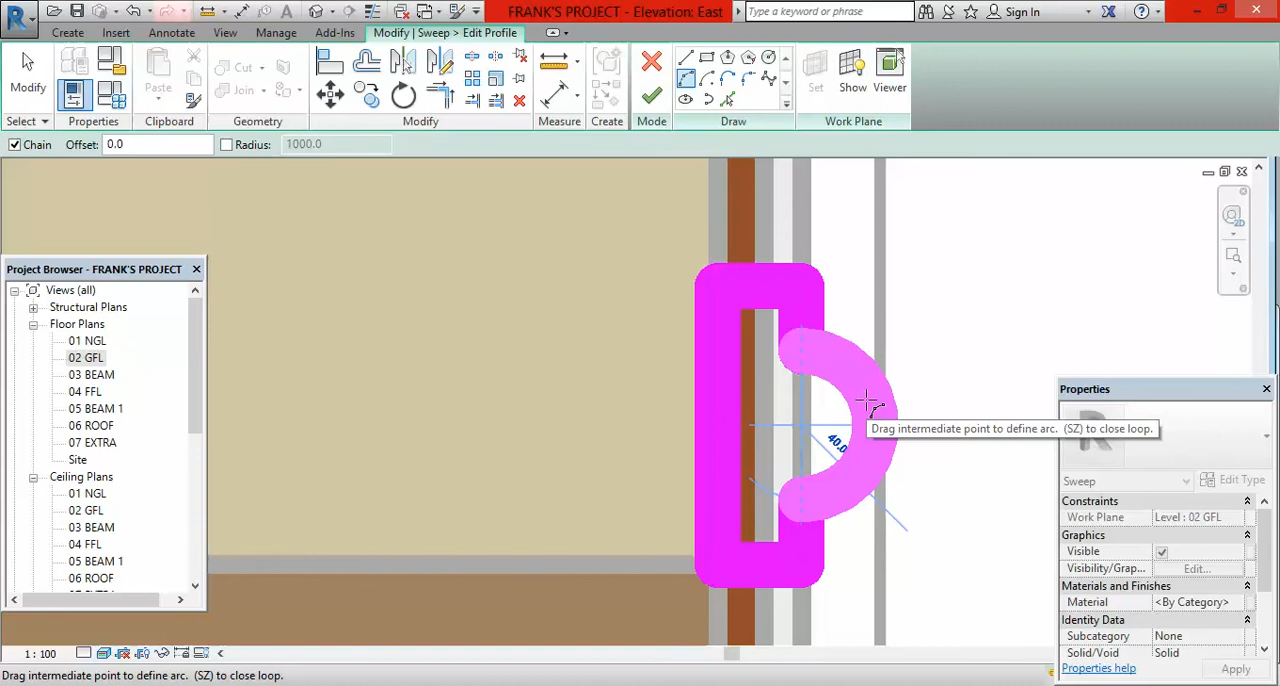 FRANK'S PROJECT - Elevation: East
Type a keyword or phrase
Sign In
Create Insert Annotate View Manage Add-Ins Modify | Sweep > Edit Profile
Modify
Paste
Cut
Join
Set
Show
Viewer
Select Properties Clipboard Geometry Modify Measure Create Mode Draw Work Plane
Chain Offset: 0.0 Radius: 1000.0
Project Browser - FRANK'S PROJECT
Views (all)
Structural Plans
Floor Plans
01 NGL
02 GFL
03 BEAM
04 FFL
05 BEAM 1
06 ROOF
07 EXTRA
Site
Ceiling Plans
01 NGL
02 GFL
03 BEAM
04 FFL
05 BEAM 1
06 ROOF
40.0
Drag intermediate point to define arc. (SZ) to close loop.
2D
Properties
R
Sweep Edit Type
Constraints
Work Plane Level : 02 GFL
Graphics
Visible
Visibility/Grap... Edit...
Materials and Finishes
Material <By Category>
Identity Data
Subcategory None
Solid/Void Solid
Properties help Apply
1 : 100
Drag intermediate point to define arc. (SZ) to close loop.